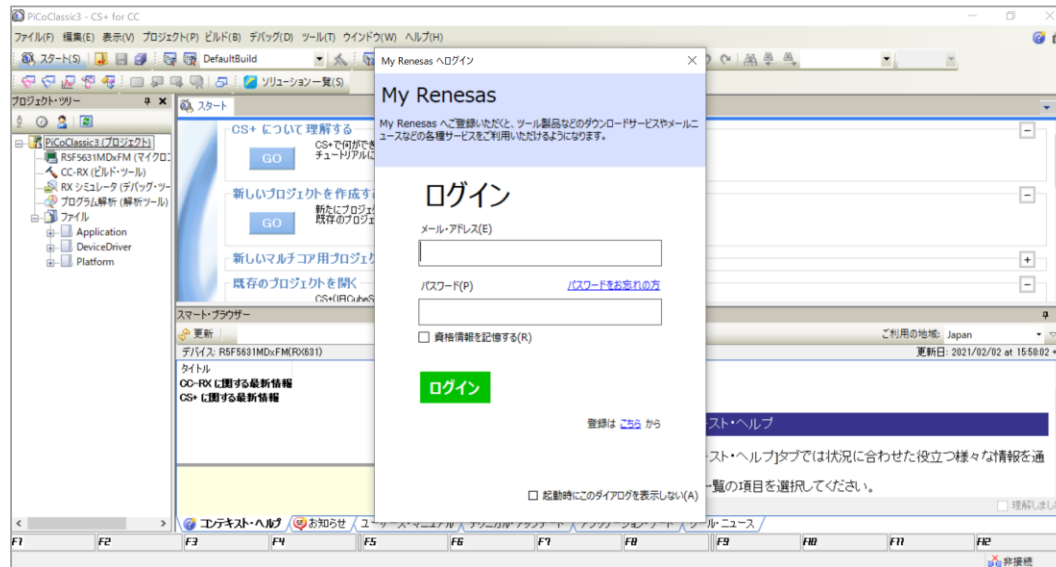 PiCoClassic3 - CS+ for CC
ファイル(F) 編集(E) 表示(V) プロジェクト(P) ビルド(B) デバッグ(D) ツール(T) ウインドウ(W) ヘルプ(H)
スタート(S) DefaultBuild
ソリューション一覧(S)
プロジェクト・ツリー
PiCoClassic3 (プロジェクト)
R5F5631MDxFM (マイクロコ
CC-RX (ビルド・ツール)
RX シミュレータ (デバッグ・ツー
プログラム解析 (解析ツール)
ファイル
Application
DeviceDriver
Platform
スタート
CS+ について理解する
GO
CS+で何ができ
チュートリアルに
新しいプロジェクトを作成す
GO
新たにプロジェク
既存のプロジェ
新しいマルチコア用プロジェク
既存のプロジェクトを開く
My Renesas へログイン
My Renesas
My Renesas へご登録いただくと、ツール製品などのダウンロードサービスやメールニ
ュースなどの各種サービスをご利用いただけるようになります。
ログイン
メール・アドレス(E)
パスワード(P) パスワードをお忘れの方
資格情報を記憶する(R)
ログイン
登録は こちら から
起動時にこのダイアログを表示しない(A)
スマート・ブラウザー
更新
ご利用の地域: Japan
デバイス: R5F5631MDxFM(RX631)
更新日: 2021/02/02 at 15:58:02
タイトル
CC-RX に関する最新情報
CS+ に関する最新情報
スト・ヘルプ
スト・ヘルプ]タブでは状況に合わせた役立つ様々な情報を通
一覧の項目を選択してください。
理解しまし
コンテキスト・ヘルプ お知らせ
ル・ニュース
F1 F2 F3 F4 F5 F6 F7 F8 F9 F10 F11 F12
非接続